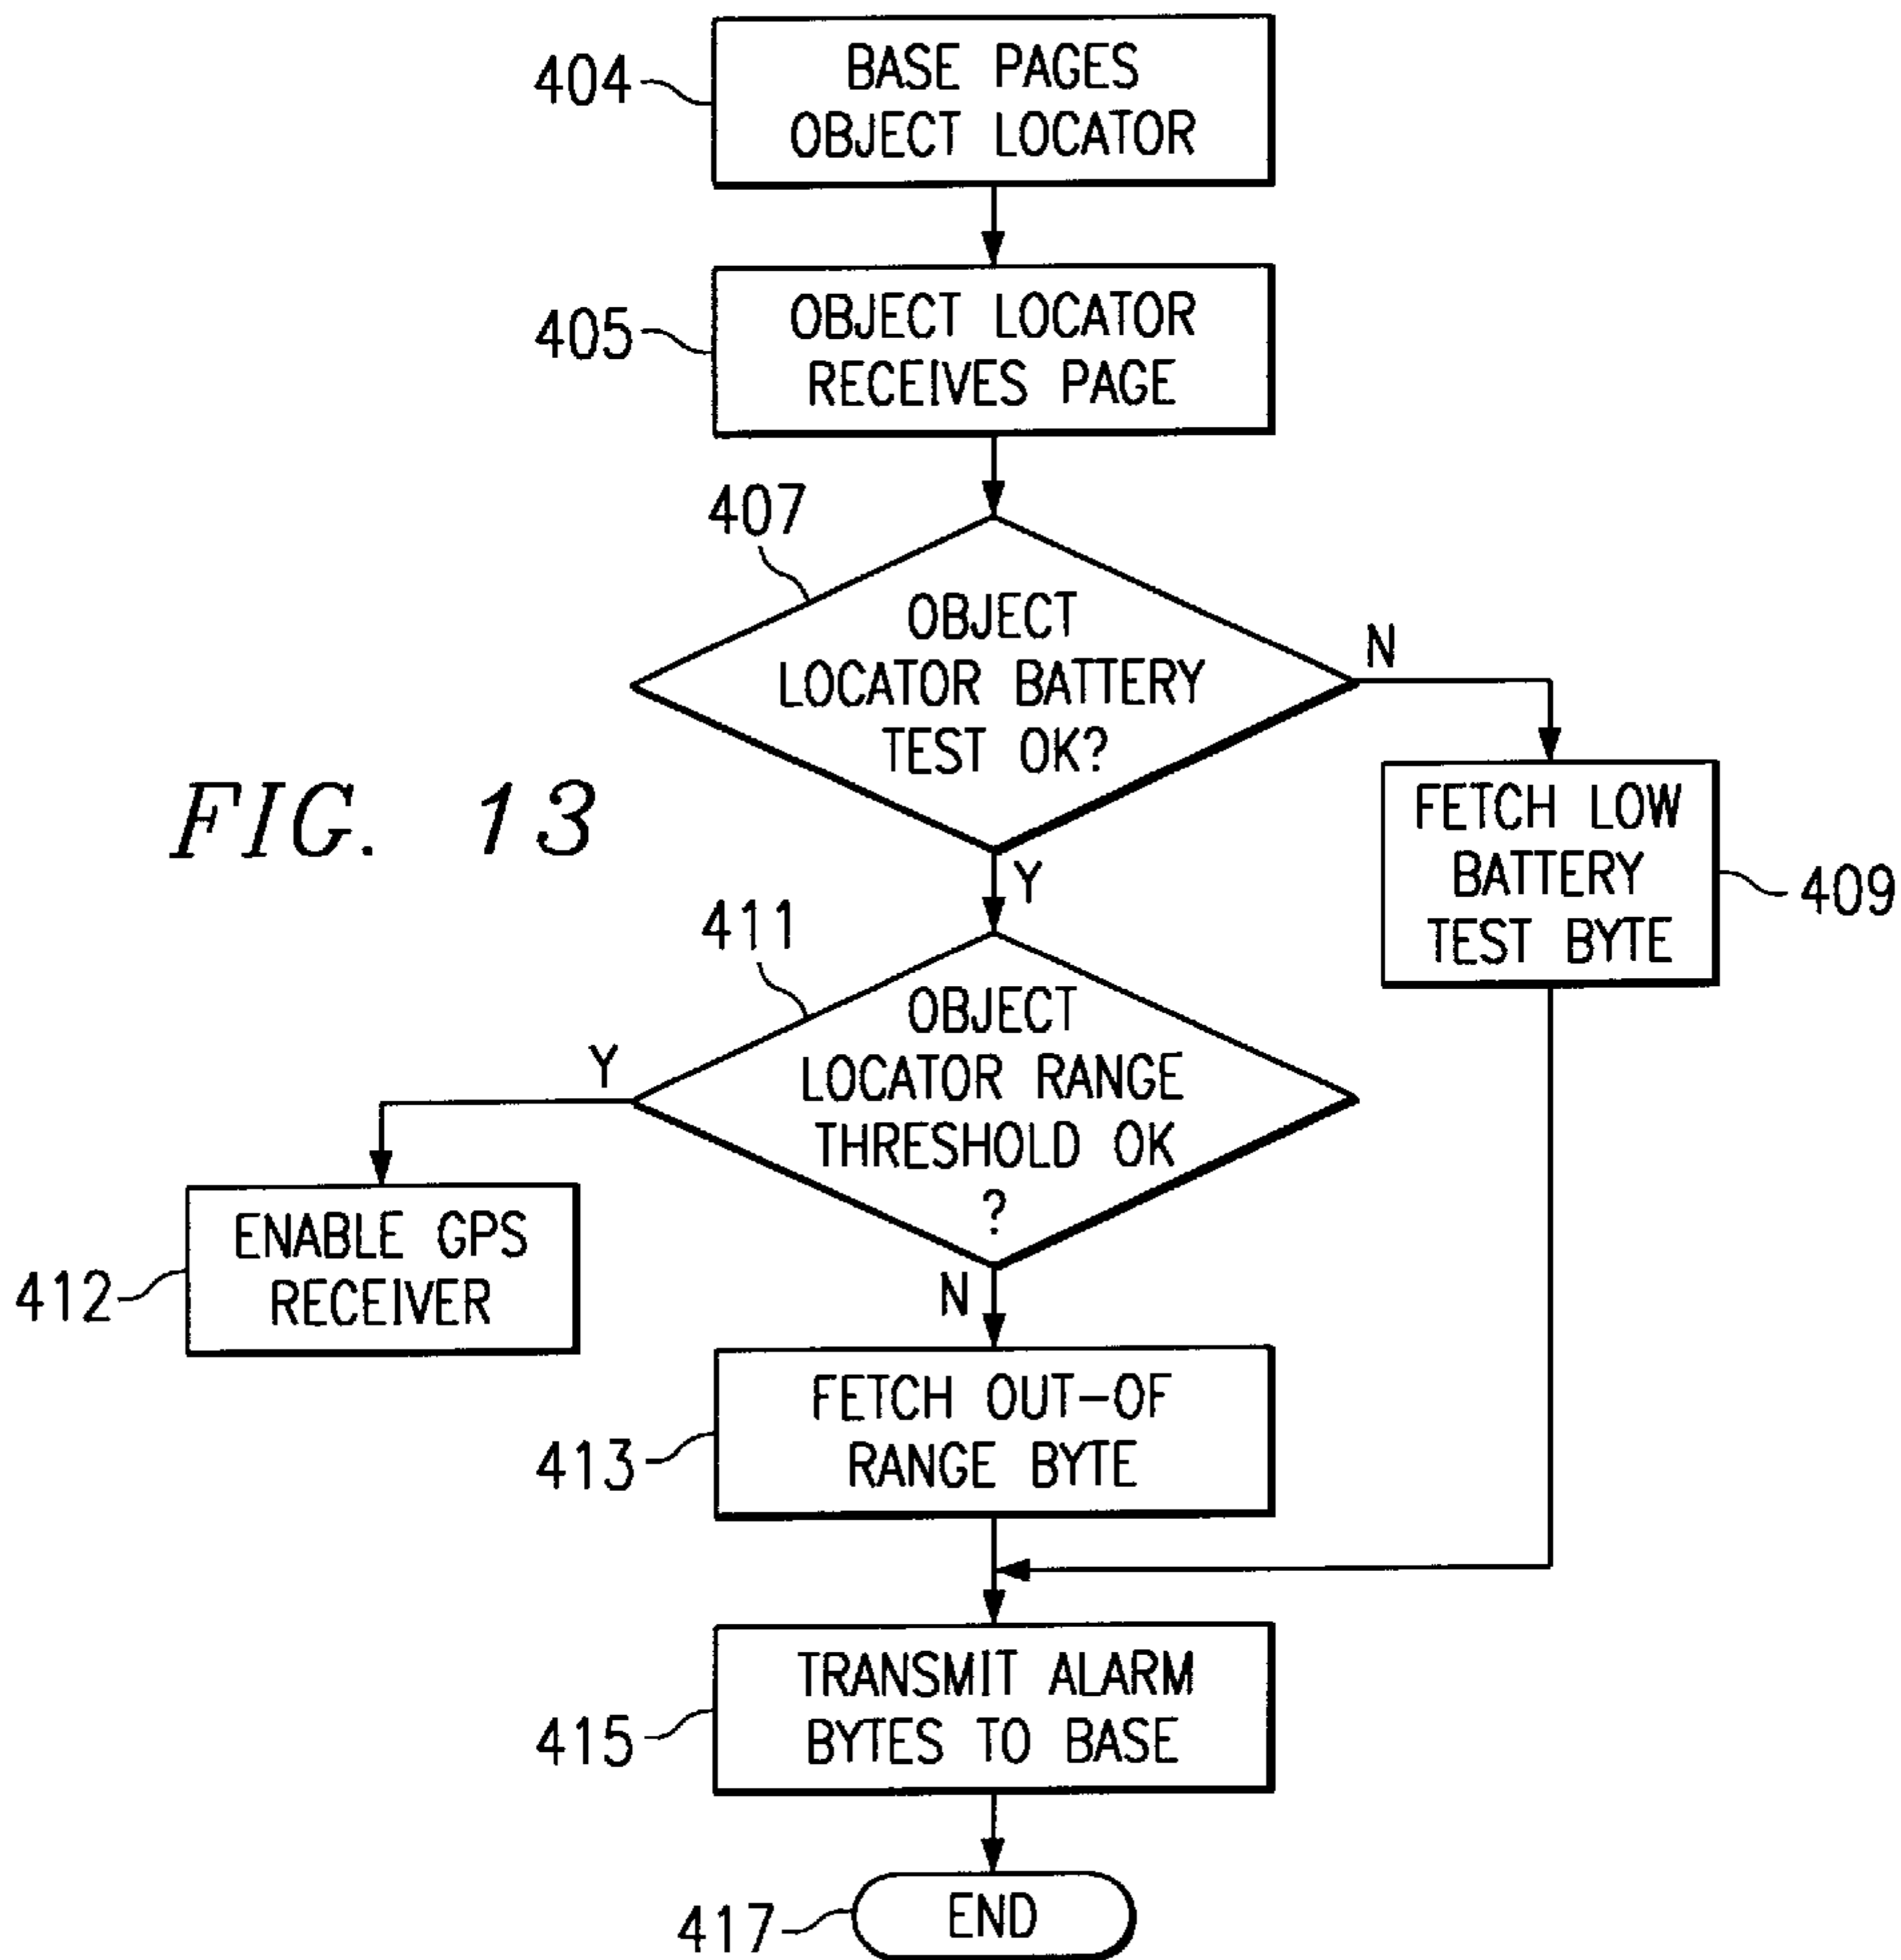 404
BASE PAGES
OBJECT LOCATOR
405
OBJECT LOCATOR
RECEIVES PAGE
407
OBJECT
LOCATOR BATTERY
TEST OK?
N
Y
FIG. 13
FETCH LOW
BATTERY
TEST BYTE
409
411
OBJECT
LOCATOR RANGE
THRESHOLD OK
?
Y
N
412
ENABLE GPS
RECEIVER
413
FETCH OUT-OF
RANGE BYTE
415
TRANSMIT ALARM
BYTES TO BASE
417
END